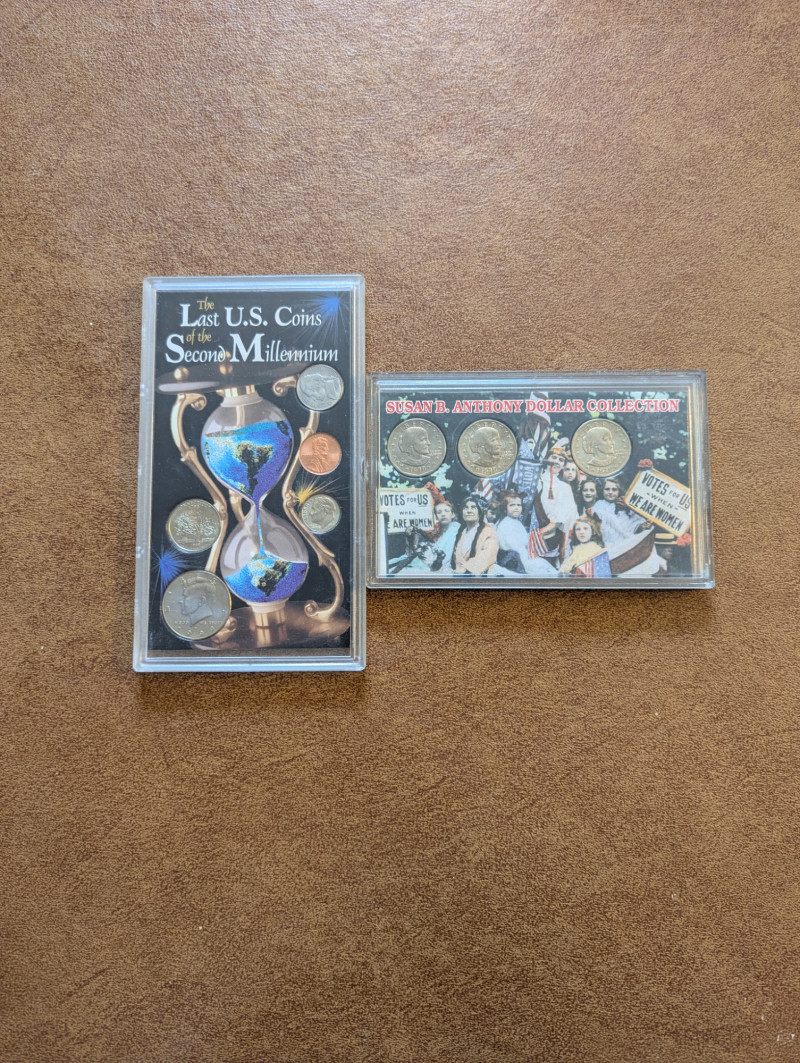 The
Last U.S. Coins
of the
Second Millennium
SUSAN B. ANTHONY DOLLAR COLLECTION
VOTES FOR US
WHEN
ARE WOMEN
VOTES FOR US
"WHEN"
WE ARE WOMEN